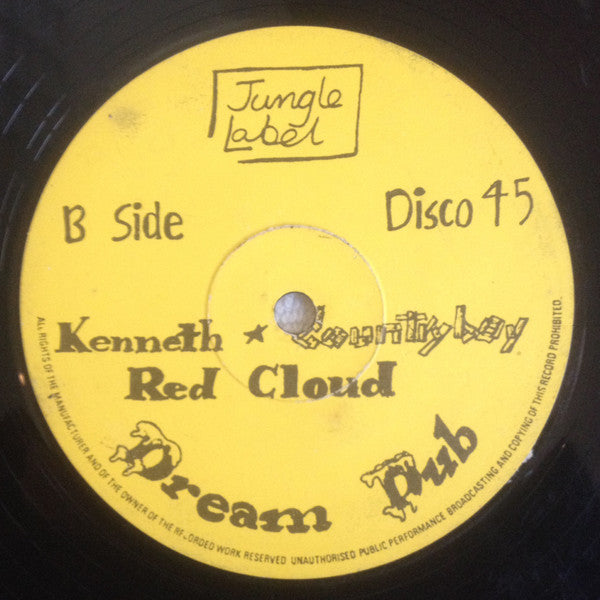 Jungle
Label
B Side
Disco 45
Kenneth ★ Countryboy
Red Cloud
Dream Dub
ALL RIGHTS OF THE MANUFACTURER AND OF THE OWNER OF THE RECORDED WORK RESERVED UNAUTHORISED PUBLIC PERFORMANCE BROADCASTING AND COPYING OF THIS RECORD PROHIBITED.